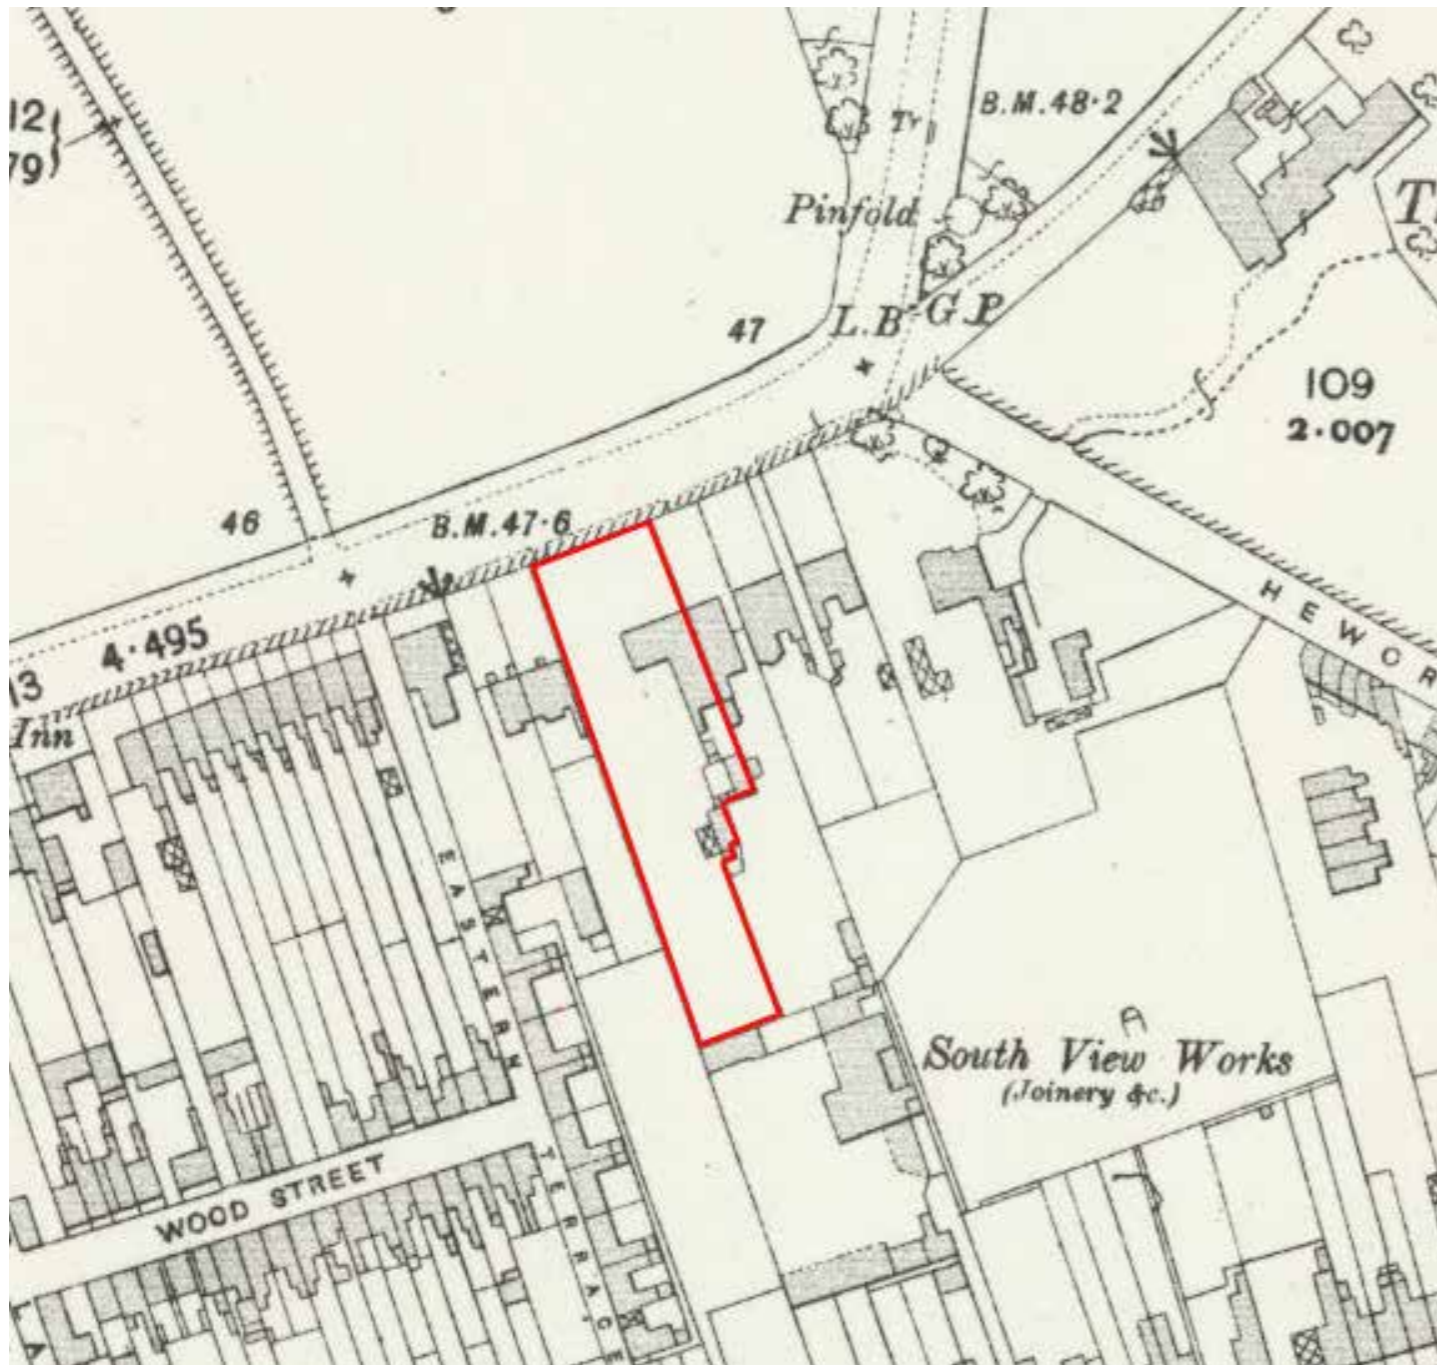 12
79
B.M.48·2
Tr
Pinfold
T
L.B
G.P
47
109
2·007
46
B.M.47·6
HEWOR
4·495
13
Inn
EASTERN
TERRACE
South View Works
(Joinery &c.)
WOOD STREET
LA